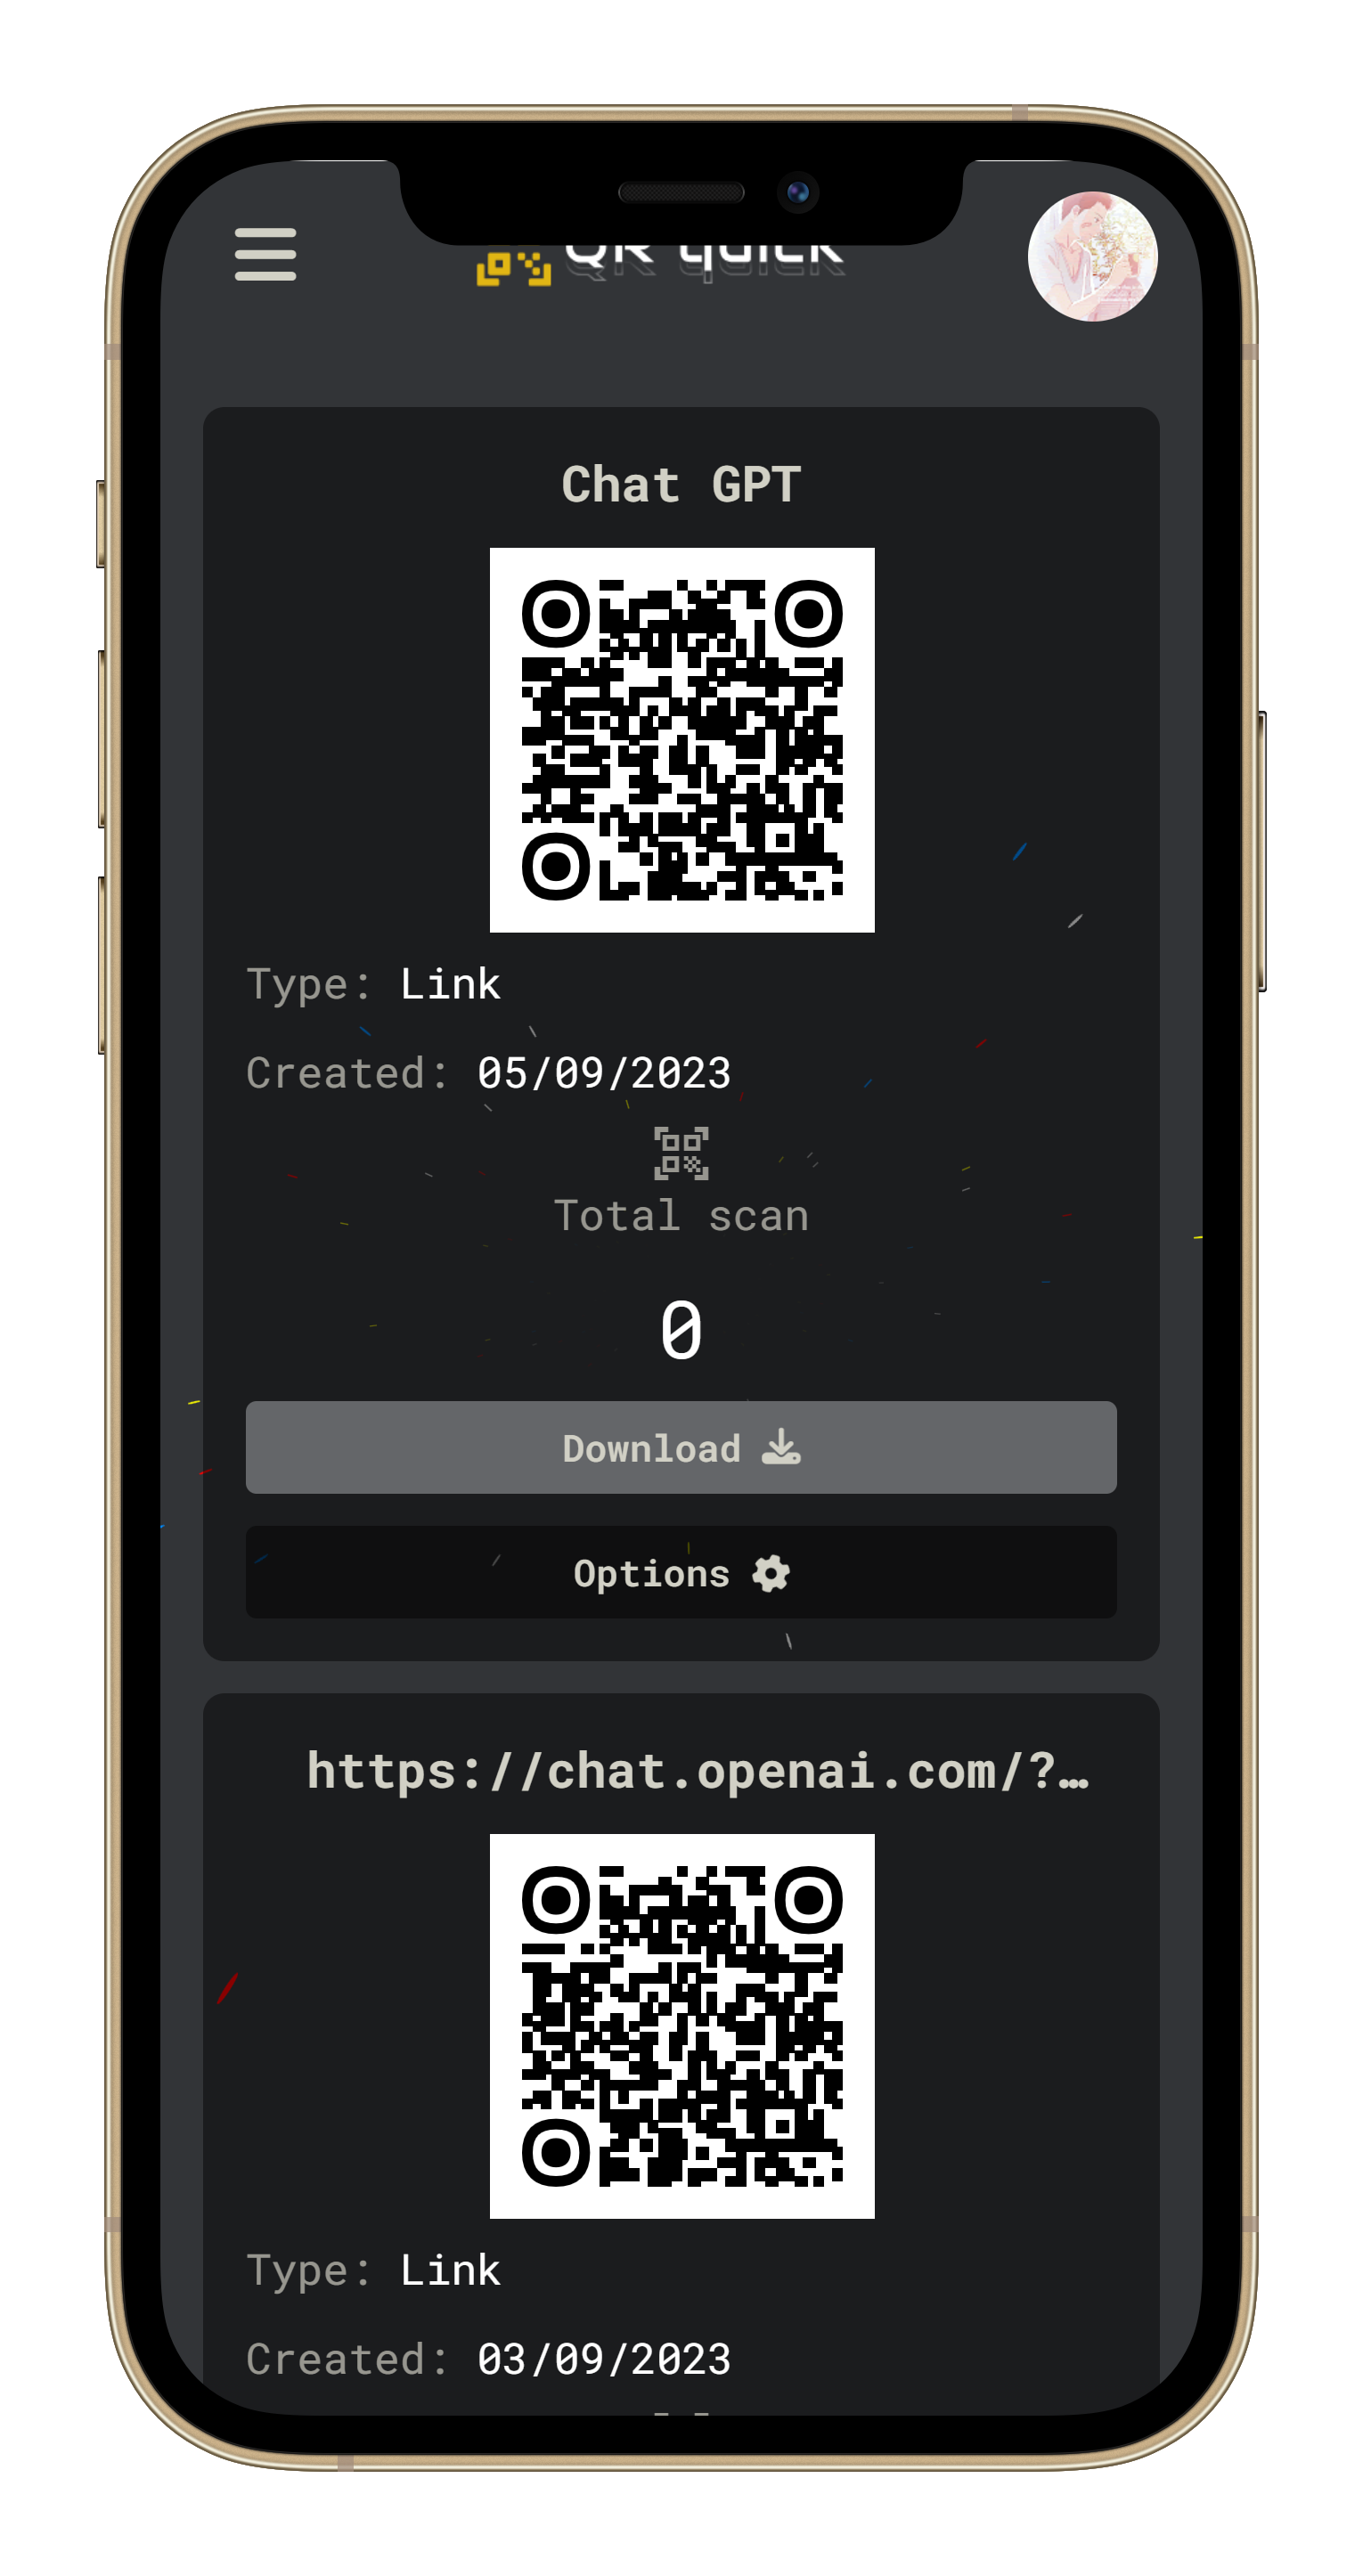 QR quick
Chat GPT
Type: Link
Created: 05/09/2023
Total scan
0
Download
Options
https://chat.openai.com/?…
Type: Link
Created: 03/09/2023